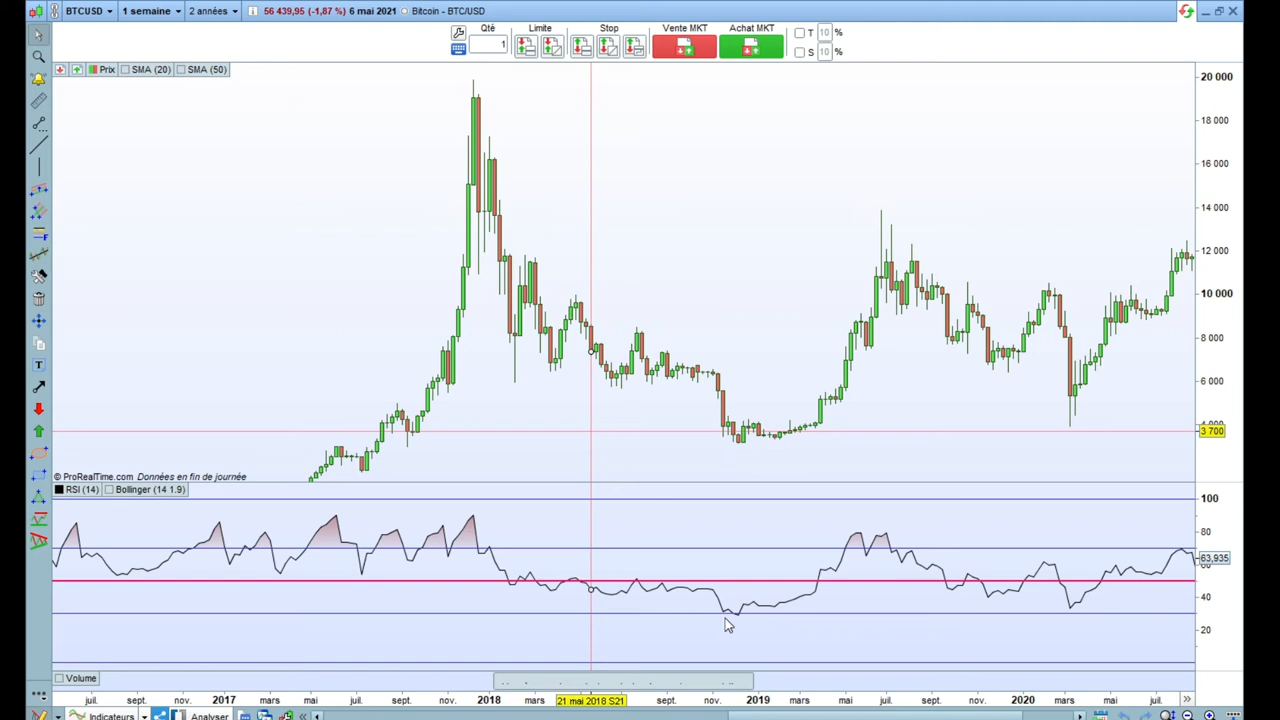 BTCUSD 1 semaine 2 années 56 439,95 (-1,87 %) 6 mai 2021 Bitcoin - BTC/USD
Qté Limite Stop Vente MKT Achat MKT
T 10 %
1
S 10 %
Prix SMA (20) SMA (50)
20 000
18 000
16 000
14 000
12 000
10 000
8 000
6 000
3 700
© ProRealTime.com Données en fin de journée
RSI (14) Bollinger (14 1.9)
100
80
63,935
40
20
Volume
juil. sept. nov. 2017 mars mai juil. sept. nov. 2018 mars 21 mai 2018 S21 sept. nov. 2019 mars mai juil. sept. nov. 2020 mars mai juil.
Indicateurs Analyser